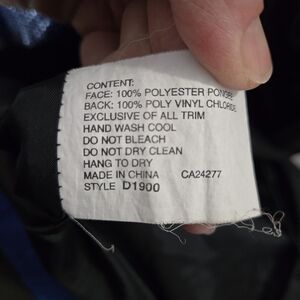 CONTENT:
FACE: 100% POLYESTER PONGEE
BACK: 100% POLY VINYL CHLORIDE
EXCLUSIVE OF ALL TRIM
HAND WASH COOL
DO NOT BLEACH
DO NOT DRY CLEAN
HANG TO DRY
MADE IN CHINA CA24277
STYLE D1900